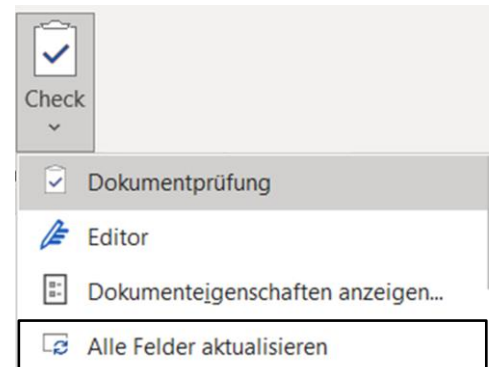 Check
Dokumentprüfung
Editor
Dokumenteigenschaften anzeigen...
Alle Felder aktualisieren